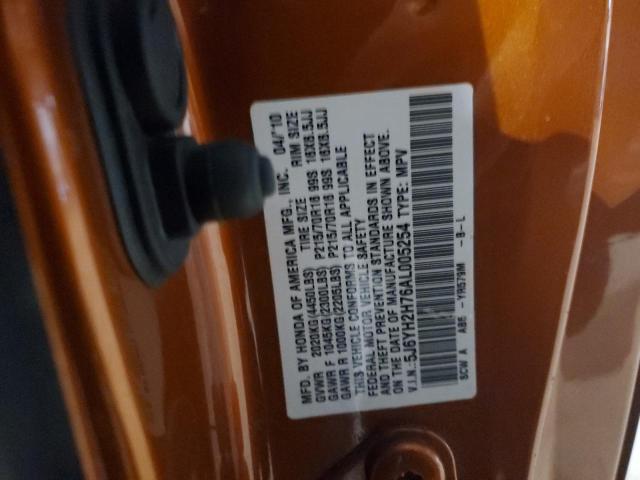 MFD. BY HONDA OF AMERICA MFG., INC. 04/10
GVWR 2020KG(4450LBS) TIRE SIZE RIM SIZE
GAWR F 1045KG(2300LBS) P215/70R16 99S 16X6.5JJ
GAWR R 1000KG(2205LBS) P215/70R16 99S 16X6.5JJ
THIS VEHICLE CONFORMS TO ALL APPLICABLE
FEDERAL MOTOR VEHICLE SAFETY
AND THEFT PREVENTION STANDARDS IN EFFECT
ON THE DATE OF MANUFACTURE SHOWN ABOVE.
V.I.N.:5J6YH2H76AL005254 TYPE: MPV
SCV A A86 -YR579M -B-L